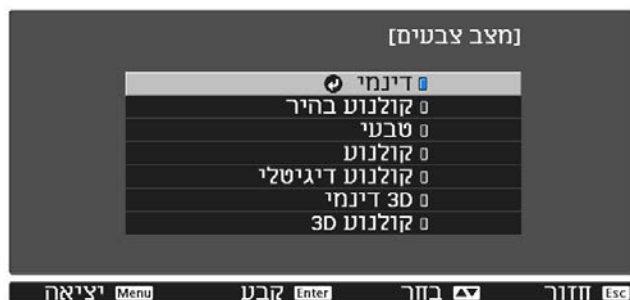 [מצב צבעים]
דינמי
קולנוע בהיר
טבעי
קולנוע
קולנוע דיגיטלי
3D דינמי
קולנוע 3D
Esc חזור בחר Enter קבע Menu יציאה